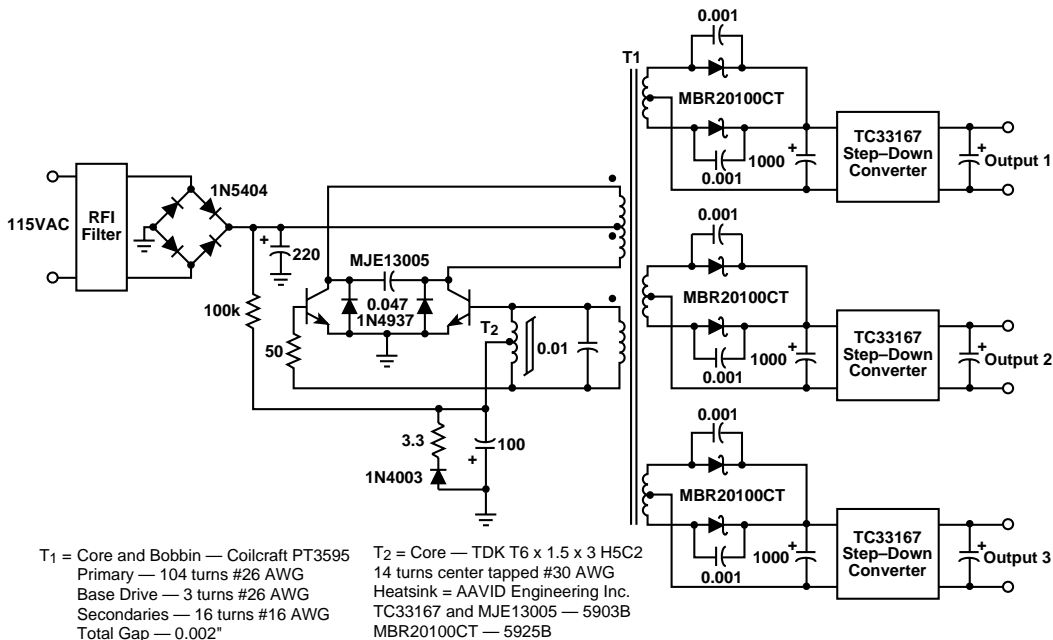 0.001
T1
MBR20100CT
0.001
1000
+
TC33167
Step–Down
Converter
+
Output 1
115VAC
RFI
Filter
1N5404
+
220
100k
MJE13005
0.047
1N4937
50
T2
0.01
3.3
100
+
1N4003
0.001
MBR20100CT
0.001
1000
+
TC33167
Step–Down
Converter
+
Output 2
0.001
MBR20100CT
0.001
1000
+
TC33167
Step–Down
Converter
+
Output 3
T1 = Core and Bobbin — Coilcraft PT3595
Primary — 104 turns #26 AWG
Base Drive — 3 turns #26 AWG
Secondaries — 16 turns #16 AWG
Total Gap — 0.002"
T2 = Core — TDK T6 x 1.5 x 3 H5C2
14 turns center tapped #30 AWG
Heatsink = AAVID Engineering Inc.
TC33167 and MJE13005 — 5903B
MBR20100CT — 5925B